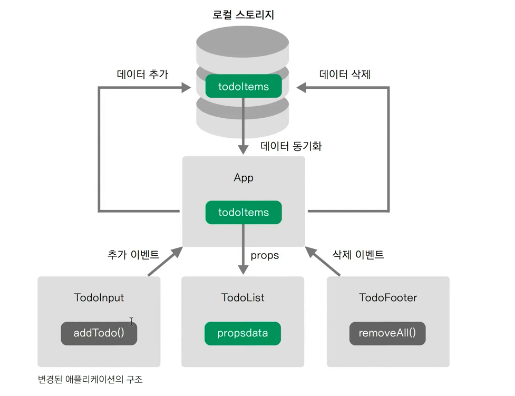 로컬 스토리지
데이터 추가
todoItems
데이터 삭제
데이터 동기화
App
todoItems
추가 이벤트
props
삭제 이벤트
TodoInput
TodoList
TodoFooter
addTodo()
propsdata
removeAll()
변경된 애플리케이션의 구조